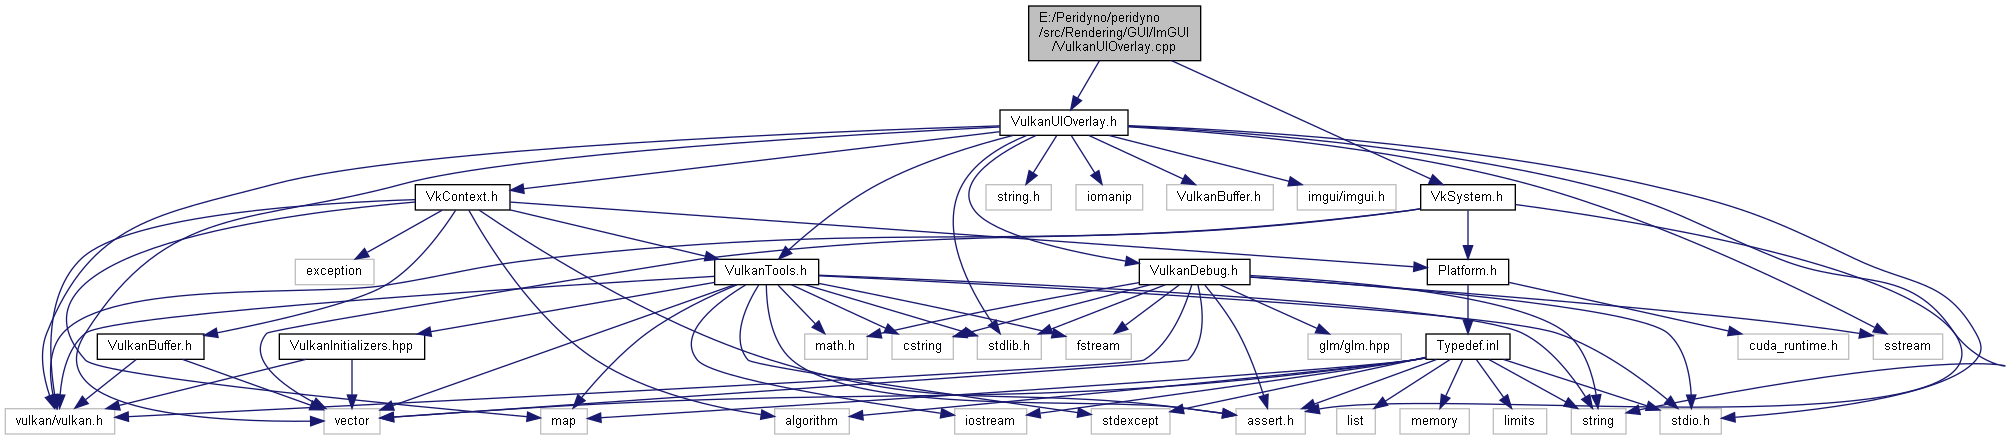 E:/Peridyno/peridyno
/src/Rendering/GUI/ImGUI
/VulkanUIOverlay.cpp
VulkanUIOverlay.h
VkContext.h
string.h
iomanip
VulkanBuffer.h
imgui/imgui.h
VkSystem.h
exception
VulkanTools.h
VulkanDebug.h
Platform.h
VulkanBuffer.h
VulkanInitializers.hpp
math.h
cstring
stdlib.h
fstream
glm/glm.hpp
Typedef.inl
cuda_runtime.h
sstream
vulkan/vulkan.h
vector
map
algorithm
iostream
stdexcept
assert.h
list
memory
limits
string
stdio.h